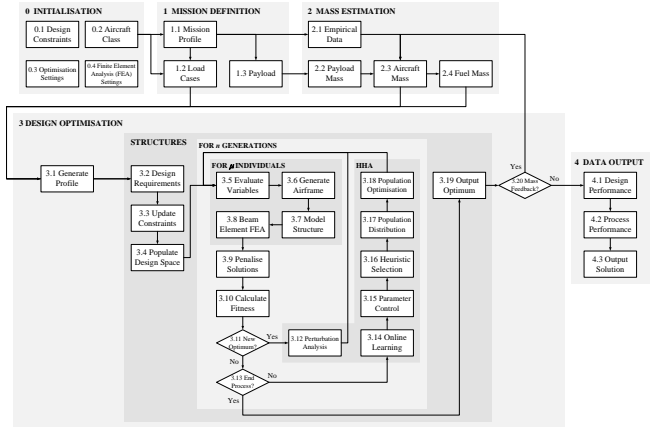 0 INITIALISATION
0.1 Design
Constraints
0.2 Aircraft
Class
0.3 Optimisation
Settings
0.4 Finite Element
Analysis (FEA)
Settings
1 MISSION DEFINITION
1.1 Mission
Profile
1.2 Load
Cases
1.3 Payload
2 MASS ESTIMATION
2.1 Empirical
Data
2.2 Payload
Mass
2.3 Aircraft
Mass
2.4 Fuel Mass
3 DESIGN OPTIMISATION
3.1 Generate
Profile
STRUCTURES
3.2 Design
Requirements
3.3 Update
Constraints
3.4 Populate
Design Space
FOR n GENERATIONS
FOR μ INDIVIDUALS
3.5 Evaluate
Variables
3.6 Generate
Airframe
3.7 Model
Structure
3.8 Beam
Element FEA
3.9 Penalise
Solutions
3.10 Calculate
Fitness
3.11 New
Optimum?
Yes
No
3.12 Perturbation
Analysis
3.13 End
Process?
No
Yes
HHA
3.18 Population
Optimisation
3.17 Population
Distribution
3.16 Heuristic
Selection
3.15 Parameter
Control
3.14 Online
Learning
3.19 Output
Optimum
3.20 Mass
Feedback?
Yes
No
4 DATA OUTPUT
4.1 Design
Performance
4.2 Process
Performance
4.3 Output
Solution